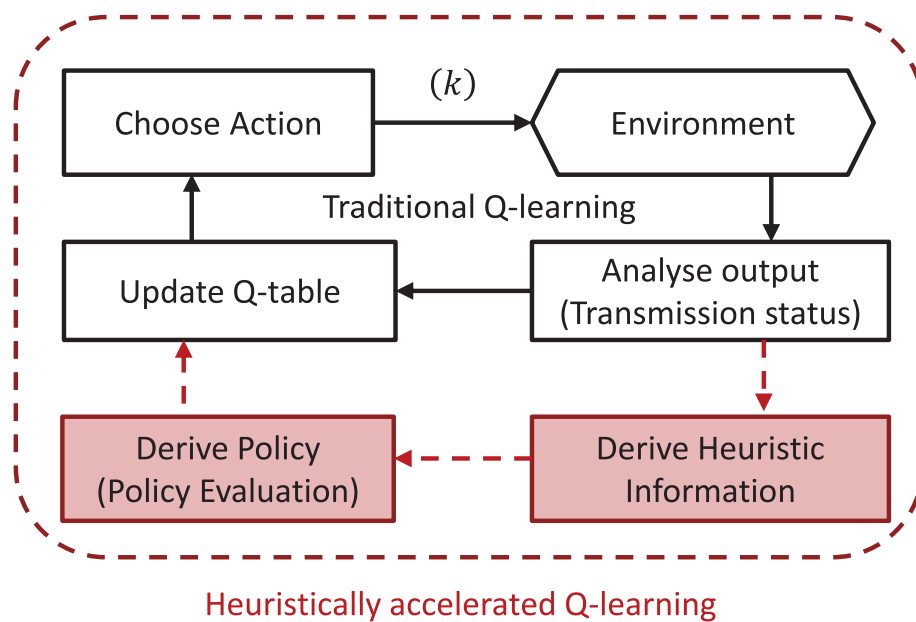 (k)
Choose Action
Environment
Traditional Q-learning
Update Q-table
Analyse output
(Transmission status)
Derive Policy
(Policy Evaluation)
Derive Heuristic
Information
Heuristically accelerated Q-learning